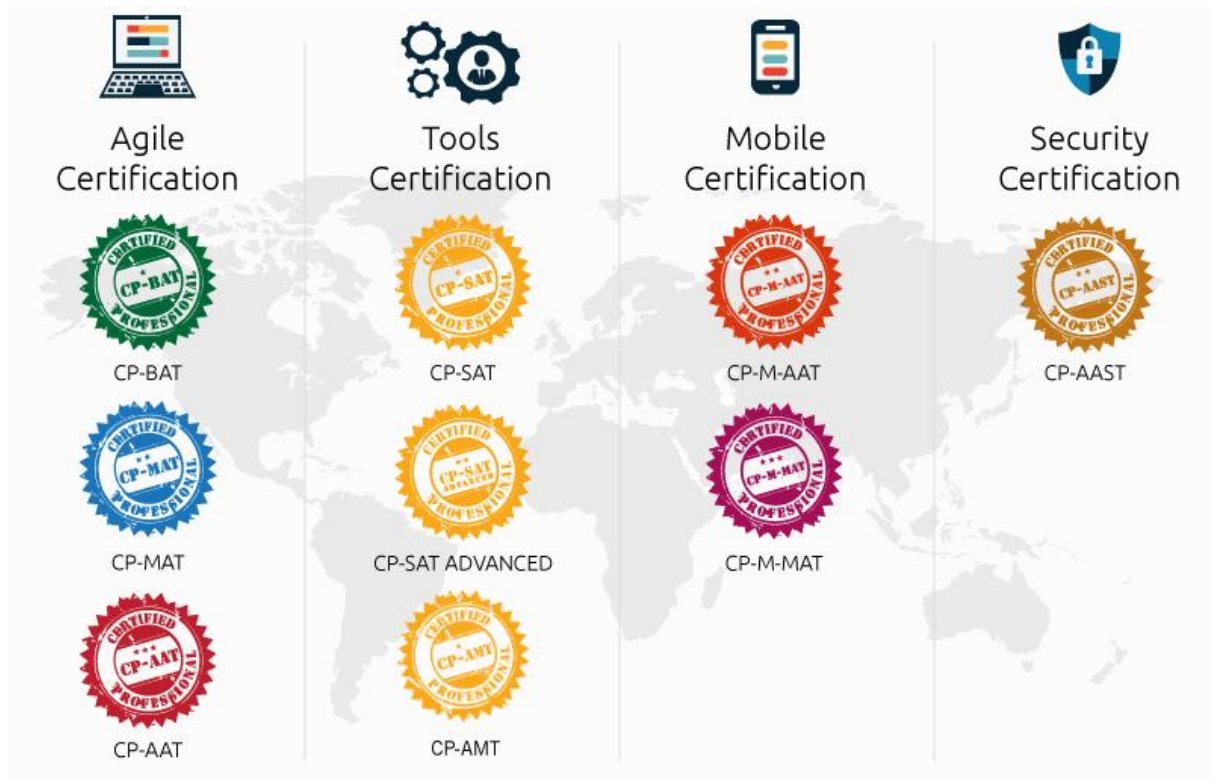 Agile
Certification
CERTIFIED
CP-BAT
PROFESSIONAL
CP-BAT
CERTIFIED
CP-MAT
PROFESSIONAL
CP-MAT
CERTIFIED
CP-AAT
PROFESSIONAL
CP-AAT
Tools
Certification
CERTIFIED
CP-SAT
PROFESSIONAL
CP-SAT
CERTIFIED
CP-SAT
ADVANCED
PROFESSIONAL
CP-SAT ADVANCED
CERTIFIED
CP-AMT
PROFESSIONAL
CP-AMT
Mobile
Certification
CERTIFIED
CP-M-AAT
PROFESSIONAL
CP-M-AAT
CERTIFIED
CP-M-MAT
PROFESSIONAL
CP-M-MAT
Security
Certification
CERTIFIED
CP-AAST
PROFESSIONAL
CP-AAST